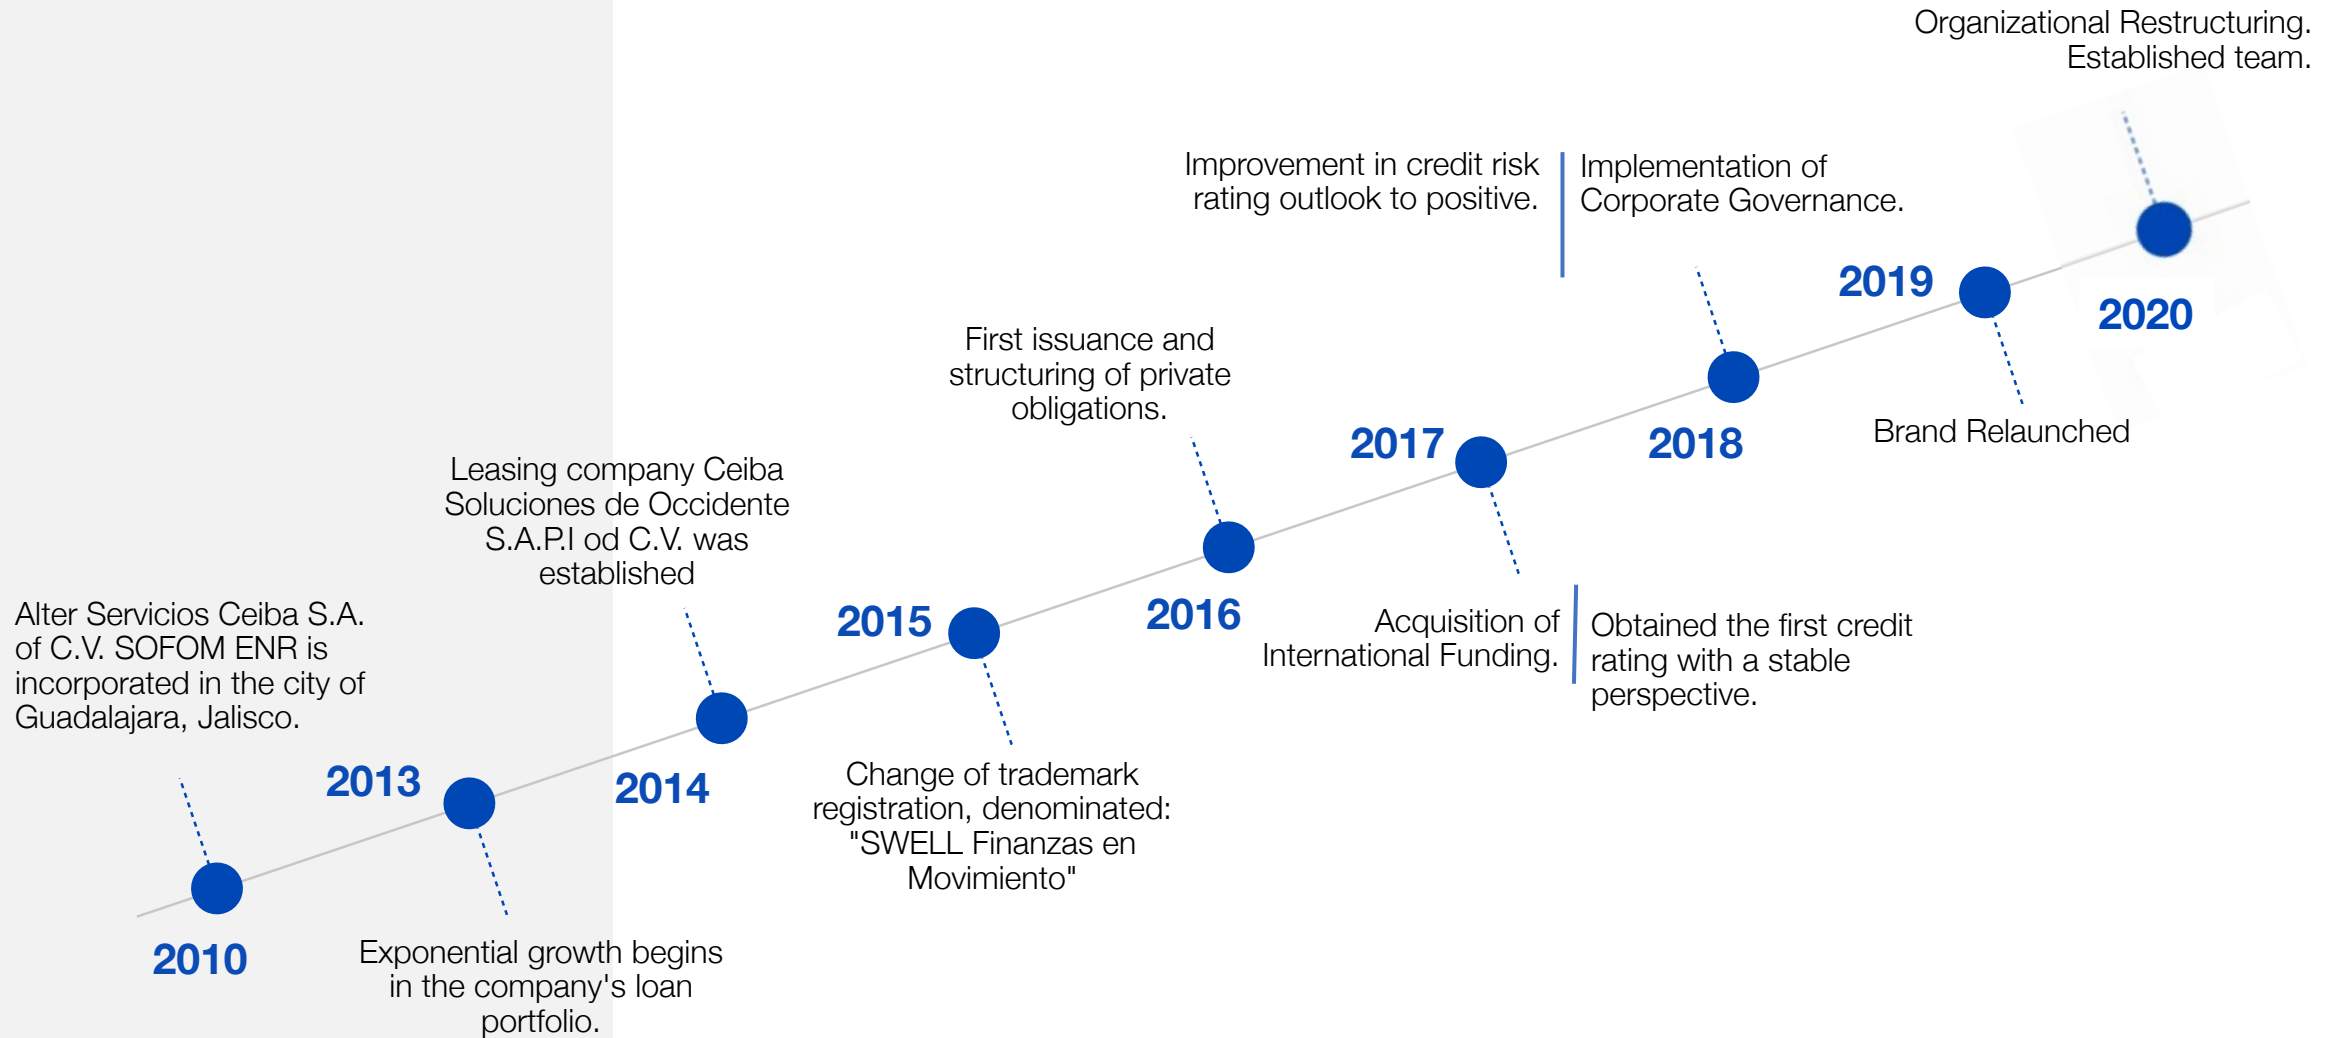 Alter Servicios Ceiba S.A.
of C.V. SOFOM ENR is
incorporated in the city of
Guadalajara, Jalisco.
2010
2013
Exponential growth begins
in the company's loan
portfolio.
Leasing company Ceiba
Soluciones de Occidente
S.A.P.I od C.V. was
established
2014
2015
Change of trademark
registration, denominated:
"SWELL Finanzas en
Movimiento"
First issuance and
structuring of private
obligations.
2016
2017
Acquisition of
International Funding.
Obtained the first credit
rating with a stable
perspective.
Improvement in credit risk
rating outlook to positive.
Implementation of
Corporate Governance.
2018
2019
Brand Relaunched
Organizational Restructuring.
Established team.
2020